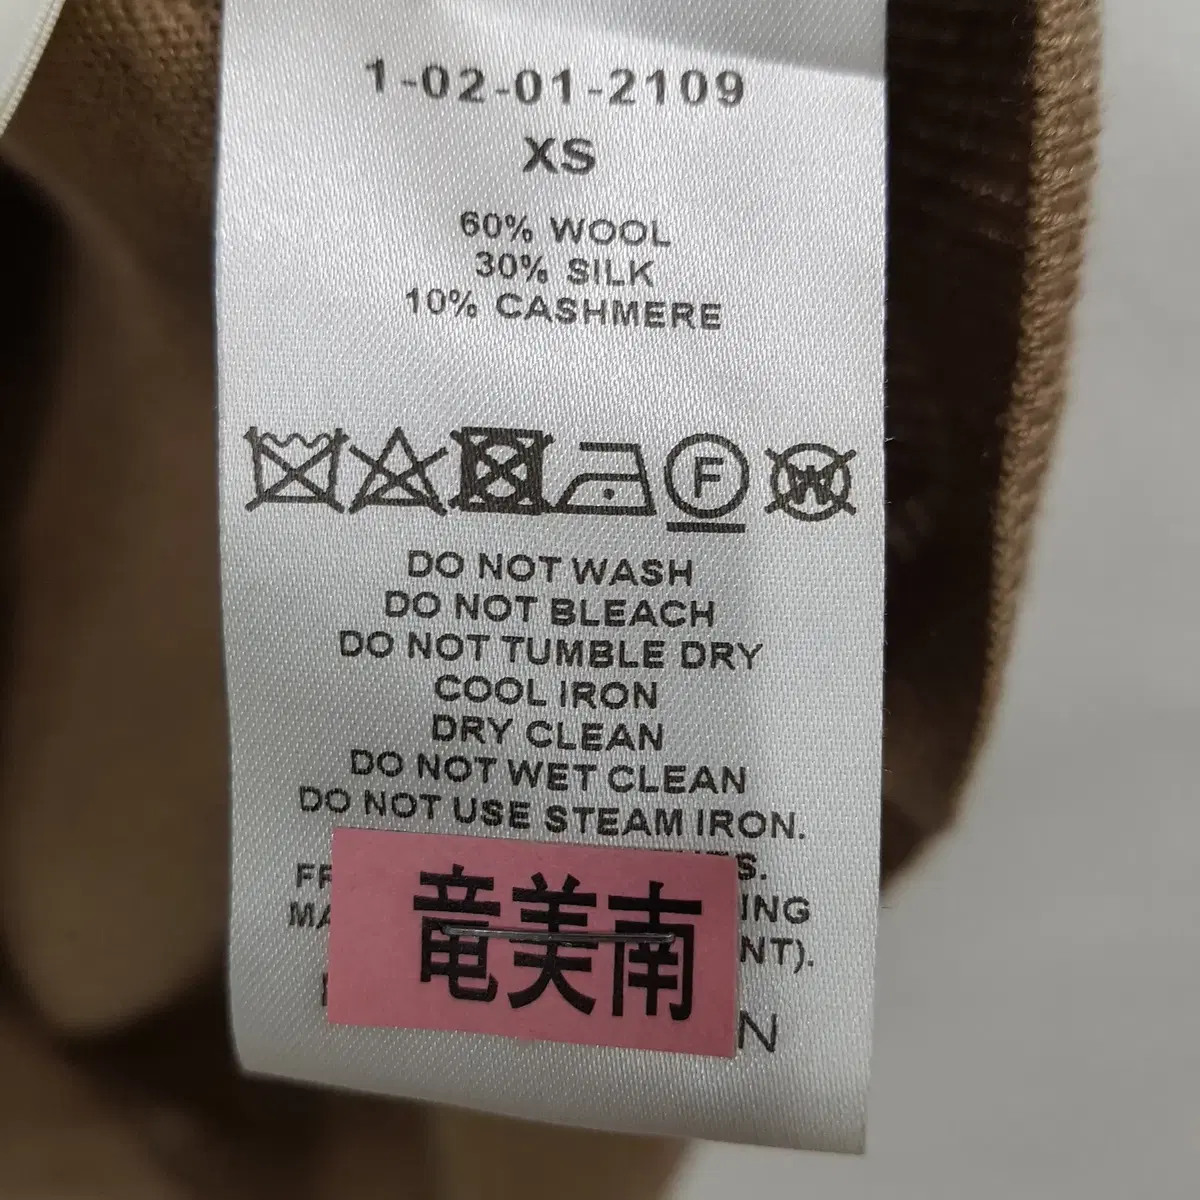 1-02-01-2109
XS
60% WOOL
30% SILK
10% CASHMERE
F
W
DO NOT WASH
DO NOT BLEACH
DO NOT TUMBLE DRY
COOL IRON
DRY CLEAN
DO NOT WET CLEAN
DO NOT USE STEAM IRON.
竜美南